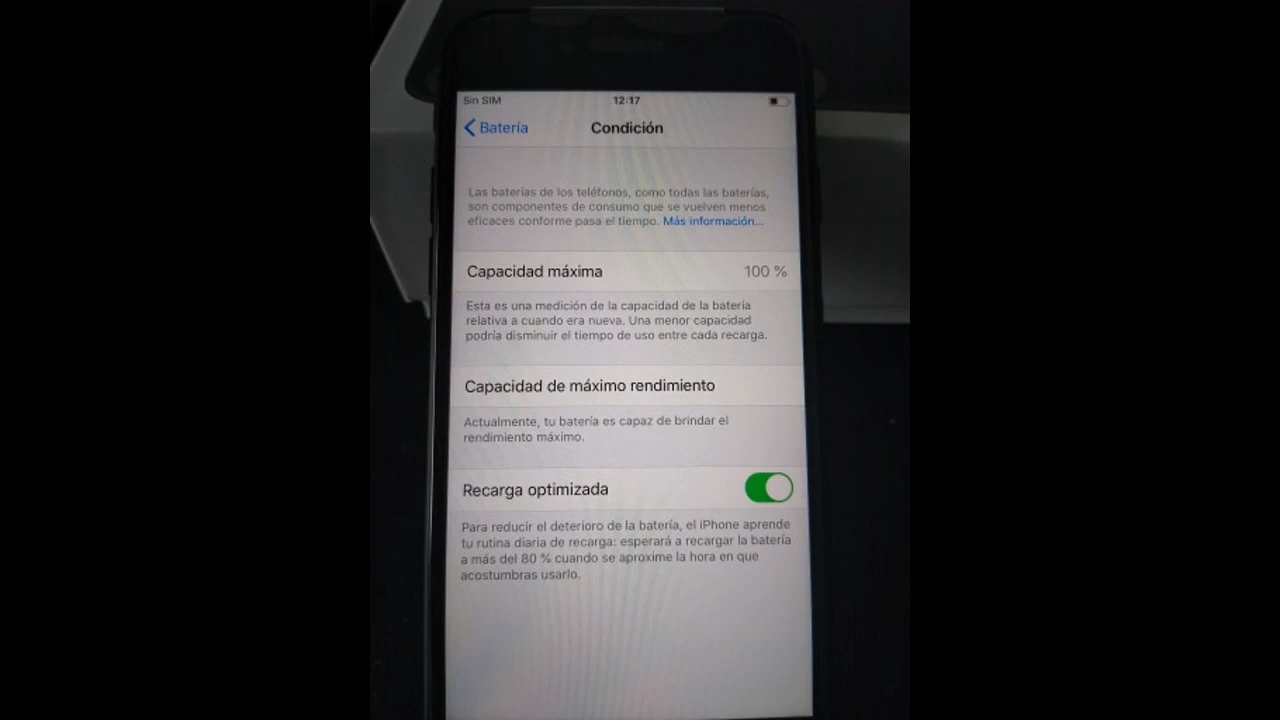 Sin SIM 12:17
Batería Condición
Las baterias de los teléfonos, como todas las baterías,
son componentes de consumo que se vuelven menos
eficaces conforme pasa el tiempo. Más información...
Capacidad máxima 100 %
Esta es una medición de la capacidad de la batería
relativa a cuando era nueva. Una menor capacidad
podría disminuir el tiempo de uso entre cada recarga.
Capacidad de máximo rendimiento
Actualmente, tu batería es capaz de brindar el
rendimiento máximo.
Recarga optimizada
Para reducir el deterioro de la batería, el iPhone aprende
tu rutina diaria de recarga: esperará a recargar la batería
a más del 80 % cuando se aproxime la hora en que
acostumbras usarlo.